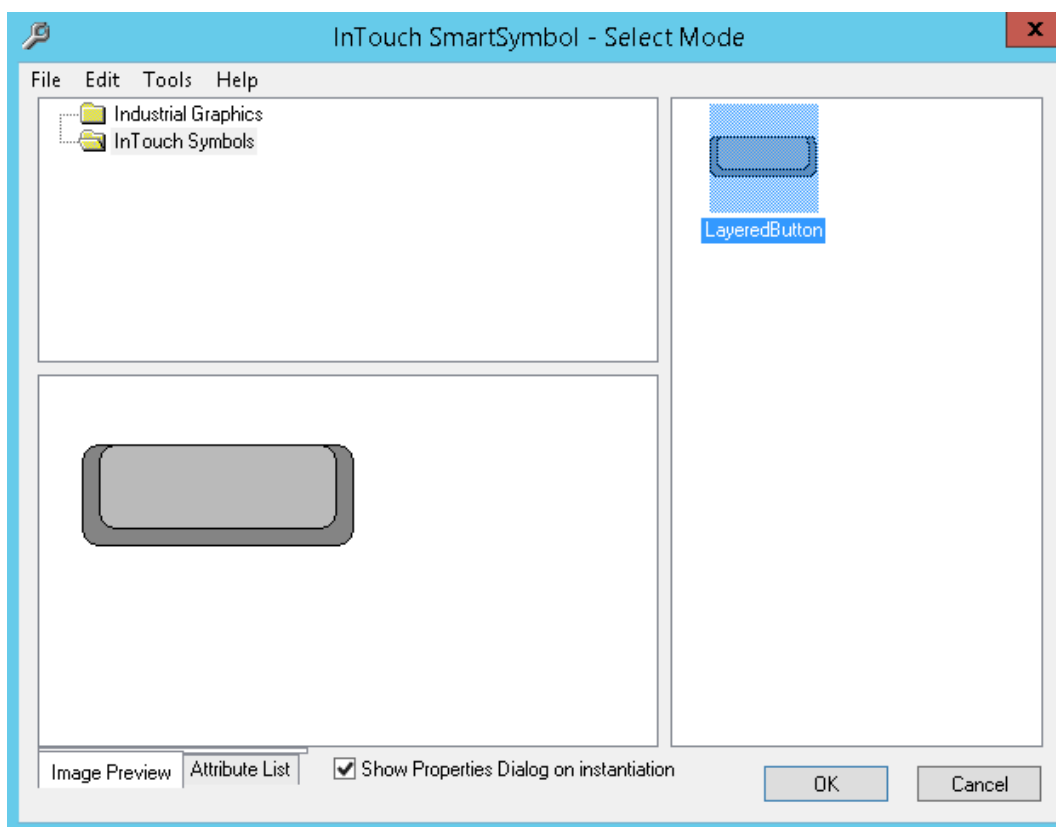 InTouch SmartSymbol - Select Mode
x
File Edit Tools Help
Industrial Graphics
InTouch Symbols
LayeredButton
Image Preview
Attribute List
Show Properties Dialog on instantiation
OK
Cancel